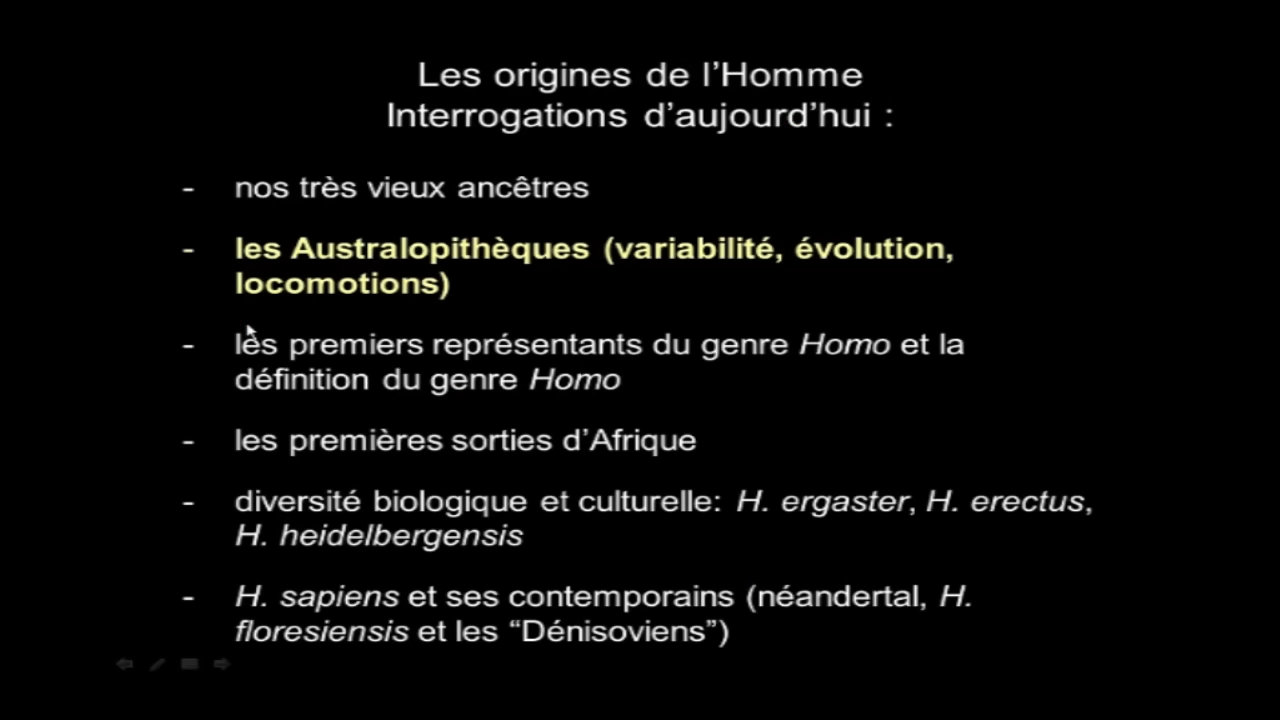 Les origines de l’Homme
Interrogations d’aujourd’hui :
- nos très vieux ancêtres
- les Australopithèques (variabilité, évolution,
locomotions)
- les premiers représentants du genre Homo et la
définition du genre Homo
- les premières sorties d’Afrique
- diversité biologique et culturelle: H. ergaster, H. erectus,
H. heidelbergensis
- H. sapiens et ses contemporains (néandertal, H.
floresiensis et les “Dénisoviens”)